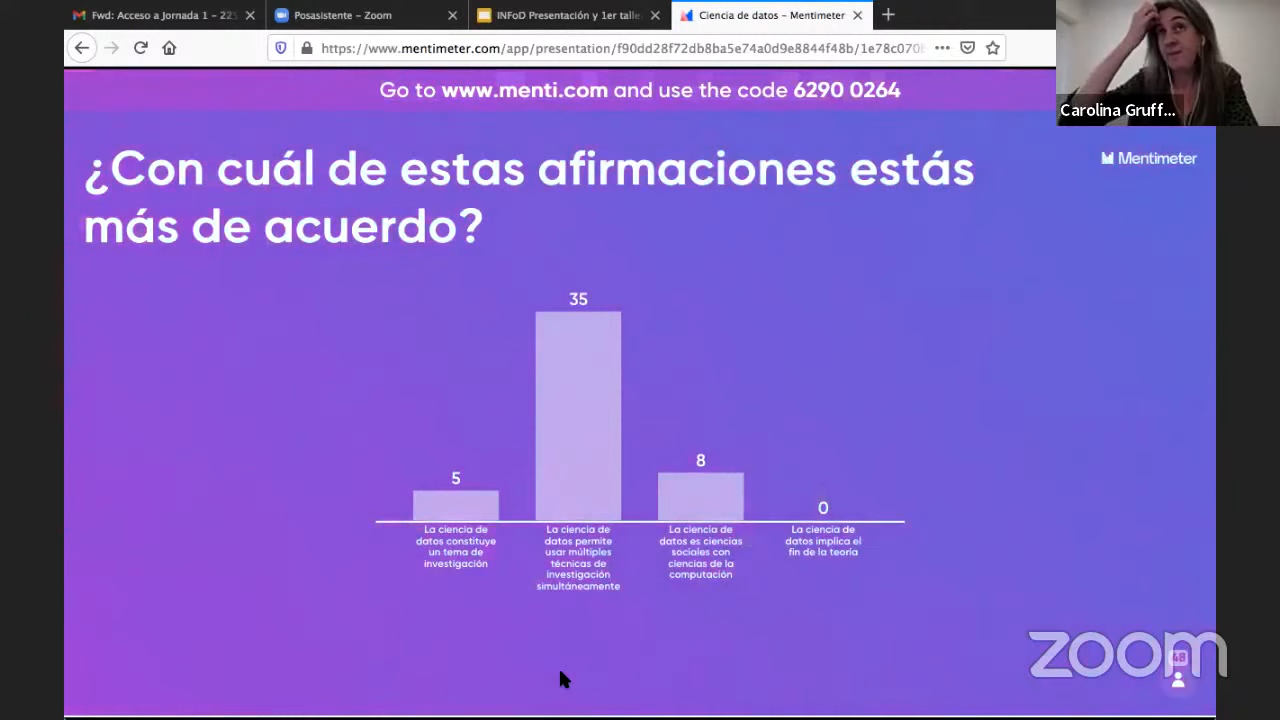 Fwd: Acceso a Jornada 1 – 22S
Posasistente – Zoom
INFoD Presentación y 1er talle
Ciencia de datos – Mentimeter
https://www.mentimeter.com/app/presentation/f90dd28f72db8ba5e74a0d9e8844f48b/1e78c070
Go to www.menti.com and use the code 6290 0264
Carolina Gruff...
Mentimeter
¿Con cuál de estas afirmaciones estás
más de acuerdo?
35
8
5
0
La ciencia de
datos constituye
un tema de
investigación
La ciencia de
datos permite
usar múltiples
técnicas de
investigación
simultáneamente
La ciencia de
datos es ciencias
sociales con
ciencias de la
computación
La ciencia de
datos implica el
fin de la teoría
zoom
48